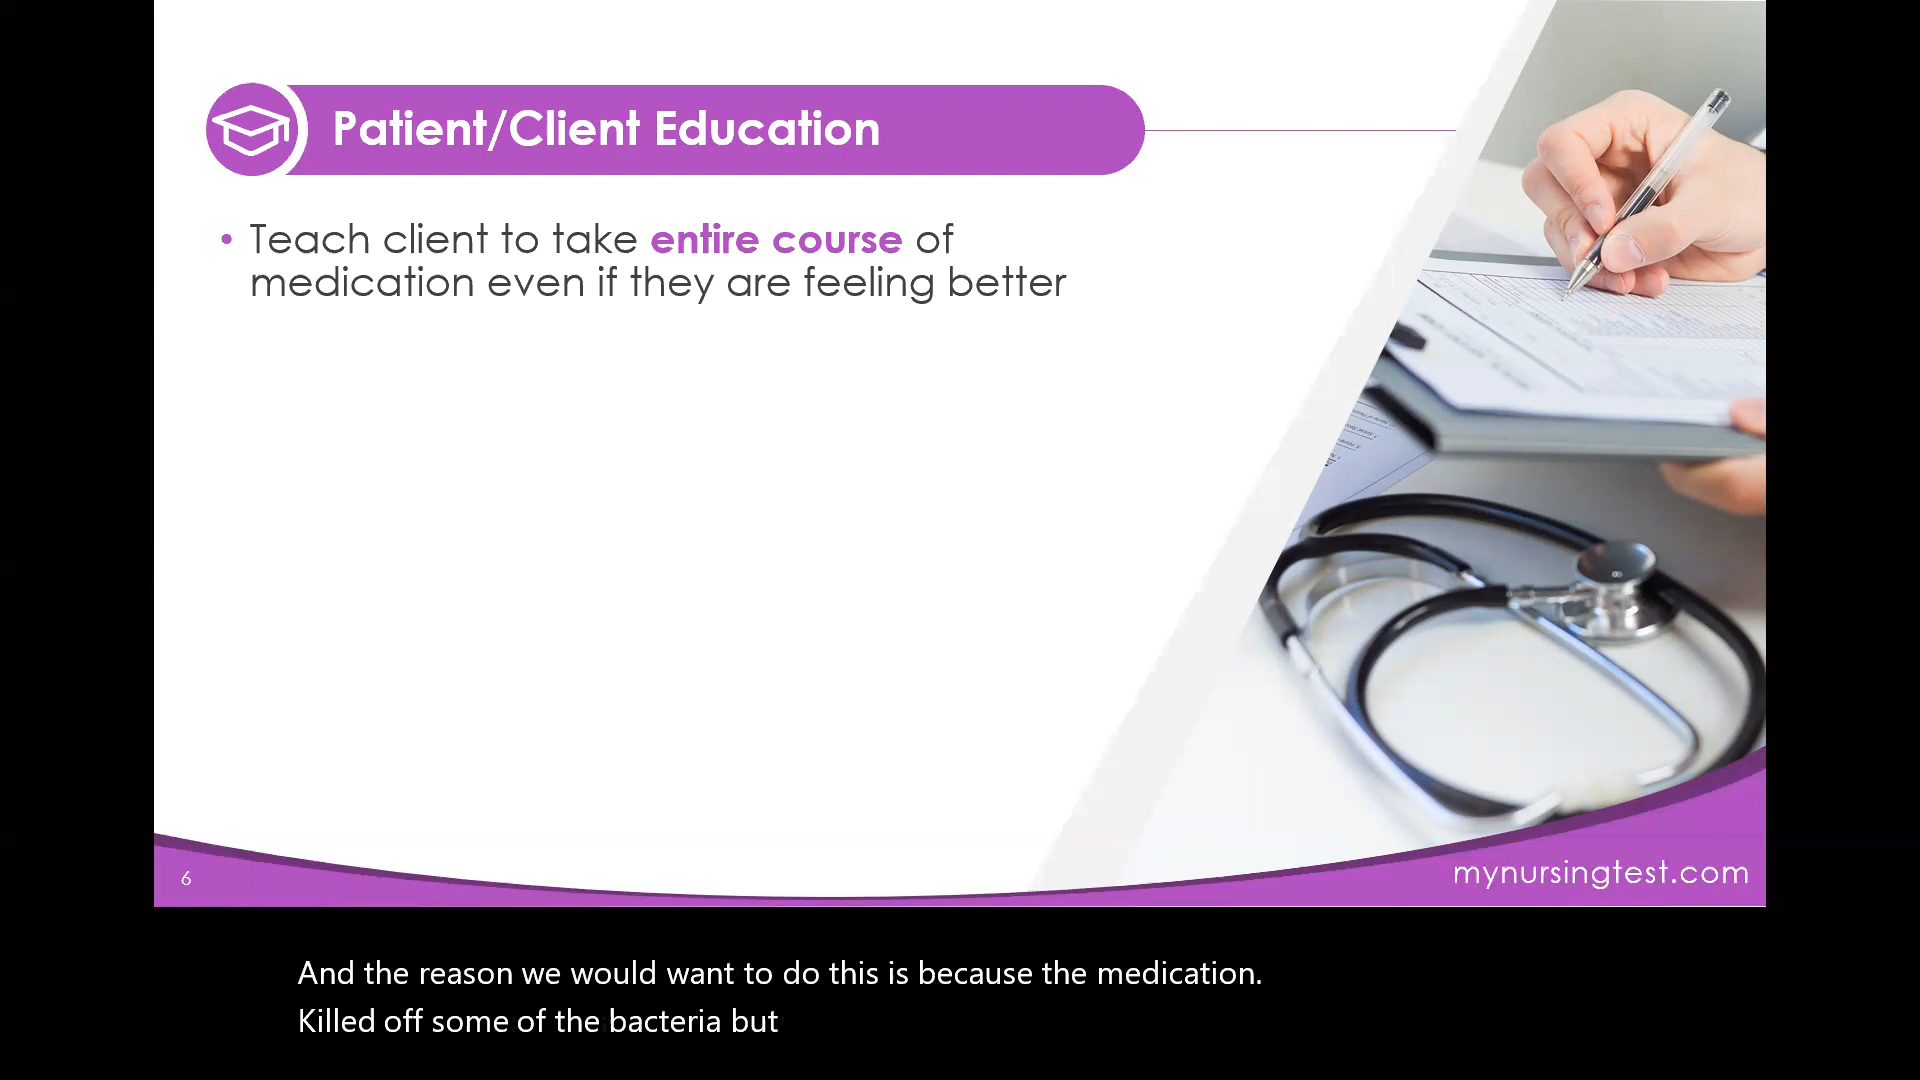 Patient/Client Education
• Teach client to take entire course of
medication even if they are feeling better
6
mynursingtest.com
And the reason we would want to do this is because the medication.
Killed off some of the bacteria but